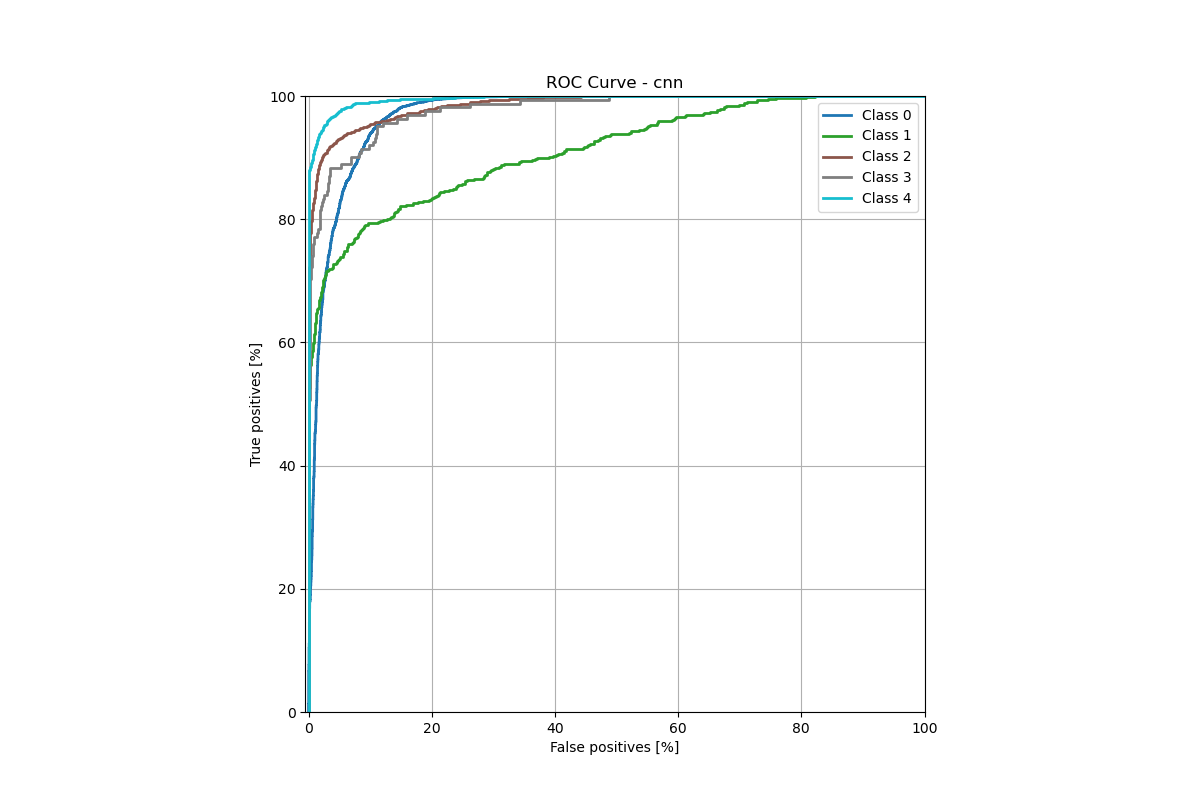 ROC Curve - cnn
100
80
60
40
20
0
True positives [%]
Class 0
Class 1
Class 2
Class 3
Class 4
0 20 40 60 80 100
False positives [%]